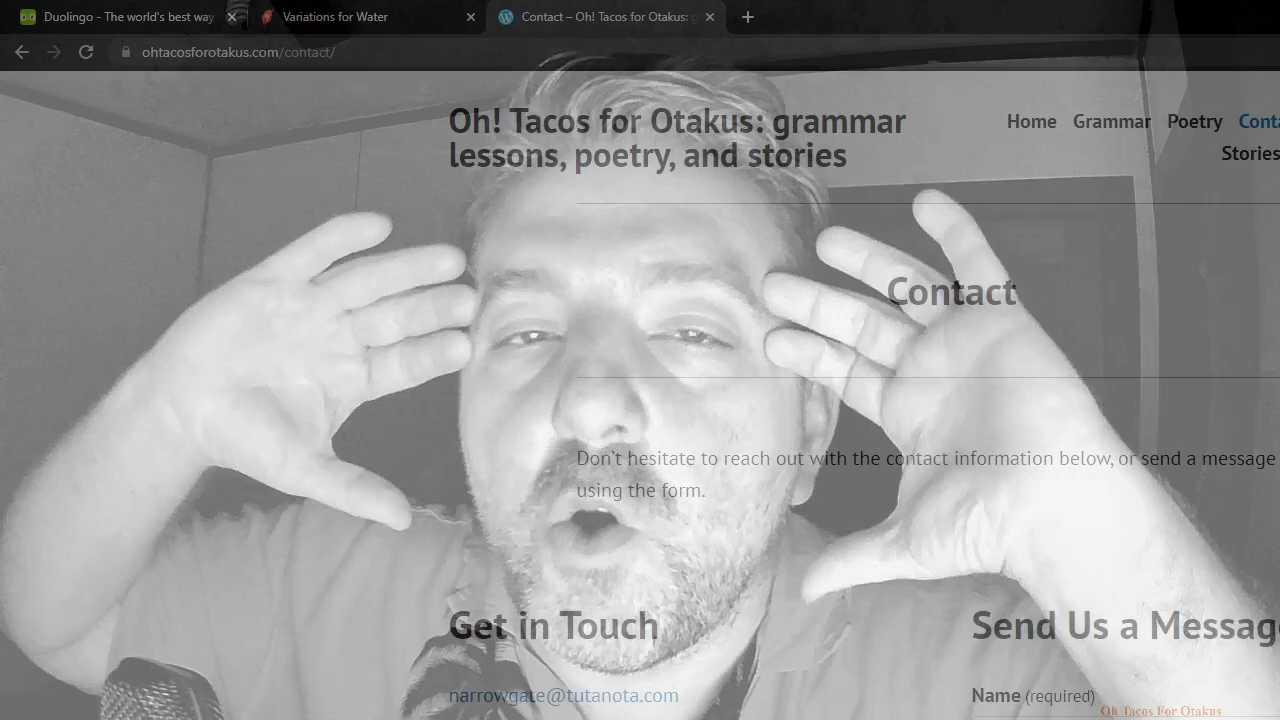 Duolingo - The world's best way
Variations for Water
Contact – Oh! Tacos for Otakus: g
ohtacosforotakus.com/contact/
Oh! Tacos for Otakus: grammar
lessons, poetry, and stories
Home Grammar Poetry Conta
Stories
Contact
Don't hesitate to reach out with the contact information below, or send a message
using the form.
Get in Touch
Send Us a Messag
narrowgate@tutanota.com
Name (required)
Oh Tacos For Otakus